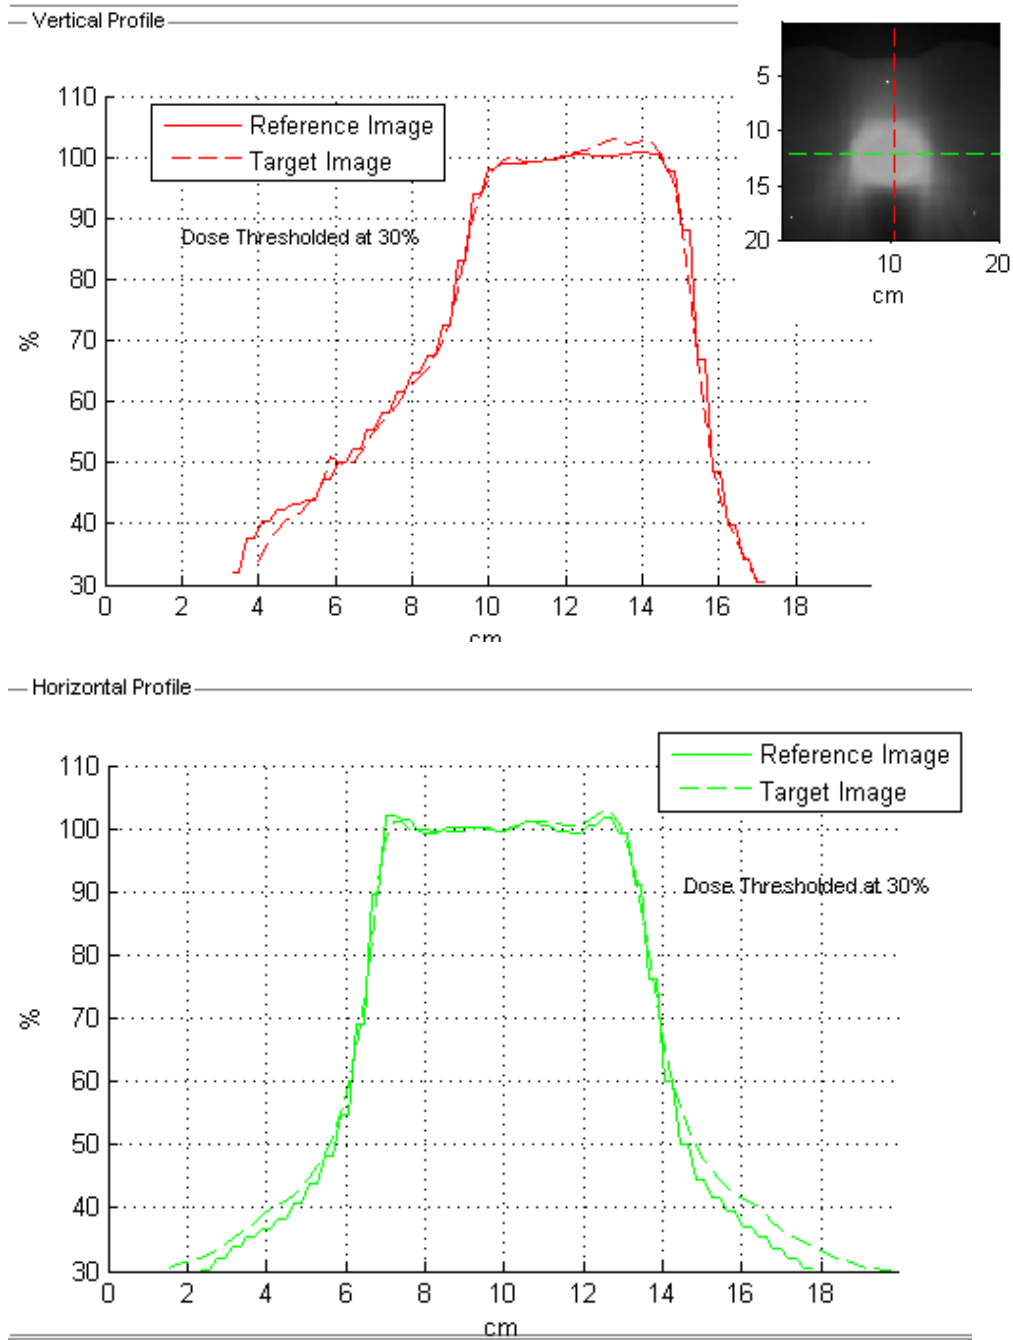 Vertical Profile
110
100
90
80
70
60
50
40
30
%
Reference Image
Target Image
Dose Thresholded at 30%
0 2 4 6 8 10 12 14 16 18
cm
5
10
15
20
10 20
cm
Horizontal Profile
110
100
90
80
70
60
50
40
30
%
Reference Image
Target Image
Dose Thresholded at 30%
0 2 4 6 8 10 12 14 16 18
cm